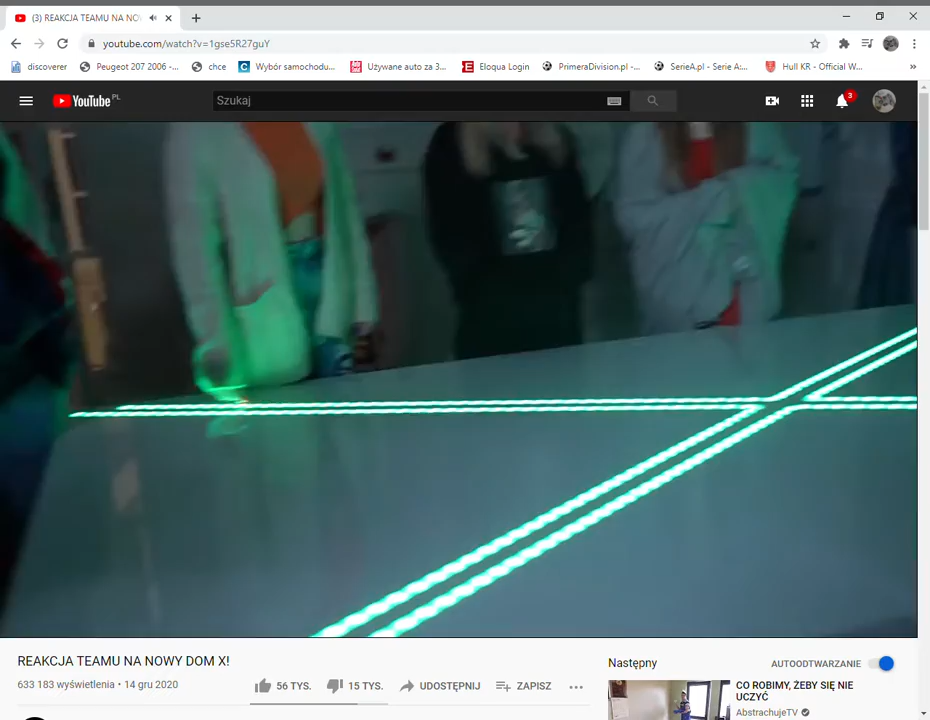 (3) REAKCJA TEAMU NA NO
youtube.com/watch?v=1gse5R27guY
discoverer
Peugeot 207 2006 -...
chce
Wybór samochodu...
Używane auto za 3...
Eloqua Login
PrimeraDivision.pl -...
SerieA.pl - Serie A:...
Hull KR - Official W...
»
YouTube PL
Szukaj
3
REAKCJA TEAMU NA NOWY DOM X!
633 183 wyświetlenia • 14 gru 2020
56 TYS.
15 TYS.
UDOSTĘPNIJ
ZAPISZ
Następny
AUTOODTWARZANIE
CO ROBIMY, ŻEBY SIĘ NIE
UCZYĆ
AbstrachujeTV